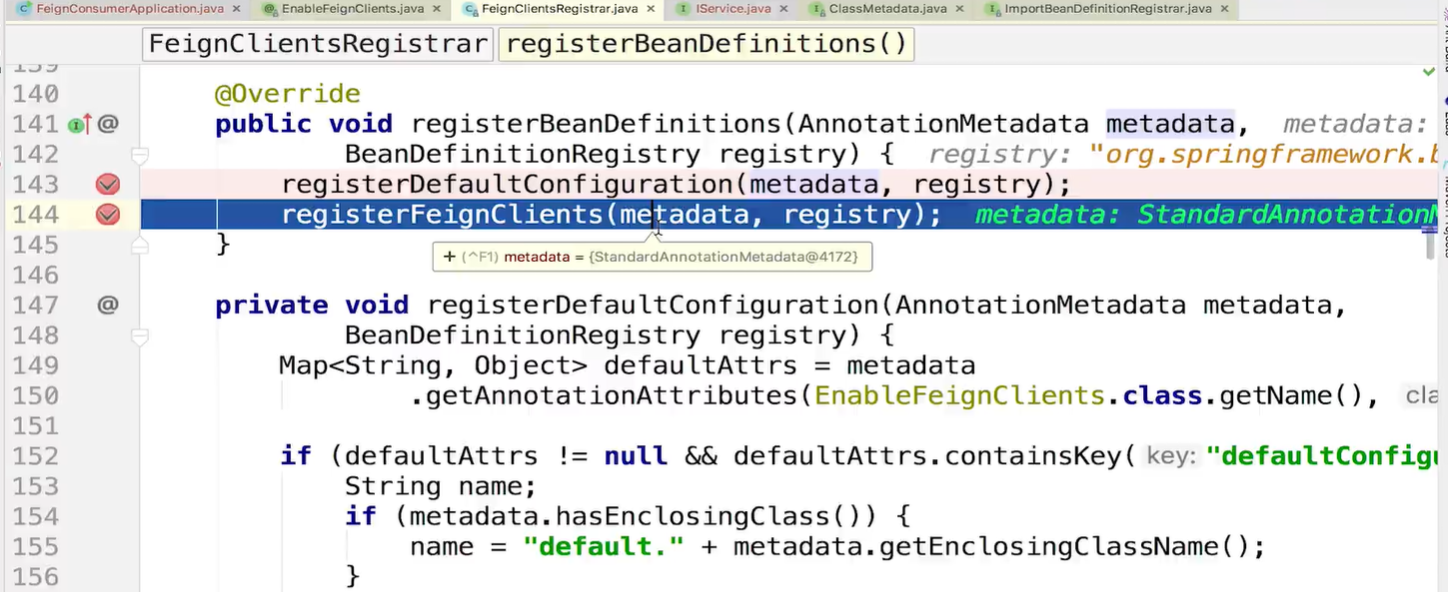 FeignConsumerApplication.java × EnableFeignClients.java × FeignClientsRegistrar.java × IService.java × ClassMetadata.java × ImportBeanDefinitionRegistrar.java ×
FeignClientsRegistrar registerBeanDefinitions()
139
140 @Override
141 @ public void registerBeanDefinitions(AnnotationMetadata metadata, metadata:
142 BeanDefinitionRegistry registry) { registry: "org.springframework.b
143 registerDefaultConfiguration(metadata, registry);
144 registerFeignClients(metadata, registry); metadata: StandardAnnotationM
145 }
+ (^F1) metadata = {StandardAnnotationMetadata@4172}
146
147 @ private void registerDefaultConfiguration(AnnotationMetadata metadata,
148 BeanDefinitionRegistry registry) {
149 Map<String, Object> defaultAttrs = metadata
150 .getAnnotationAttributes(EnableFeignClients.class.getName(), cla
151
152 if (defaultAttrs != null && defaultAttrs.containsKey( key: "defaultConfigu
153 String name;
154 if (metadata.hasEnclosingClass()) {
155 name = "default." + metadata.getEnclosingClassName();
156 }